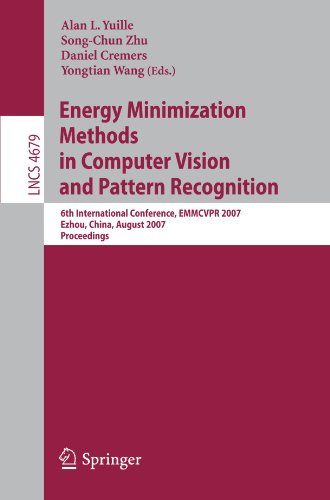 Alan L. Yuille
Song-Chun Zhu
Daniel Cremers
Yongtian Wang (Eds.)
LNCS 4679
Energy Minimization
Methods
in Computer Vision
and Pattern Recognition
6th International Conference, EMMCVPR 2007
Ezhou, China, August 2007
Proceedings
Springer